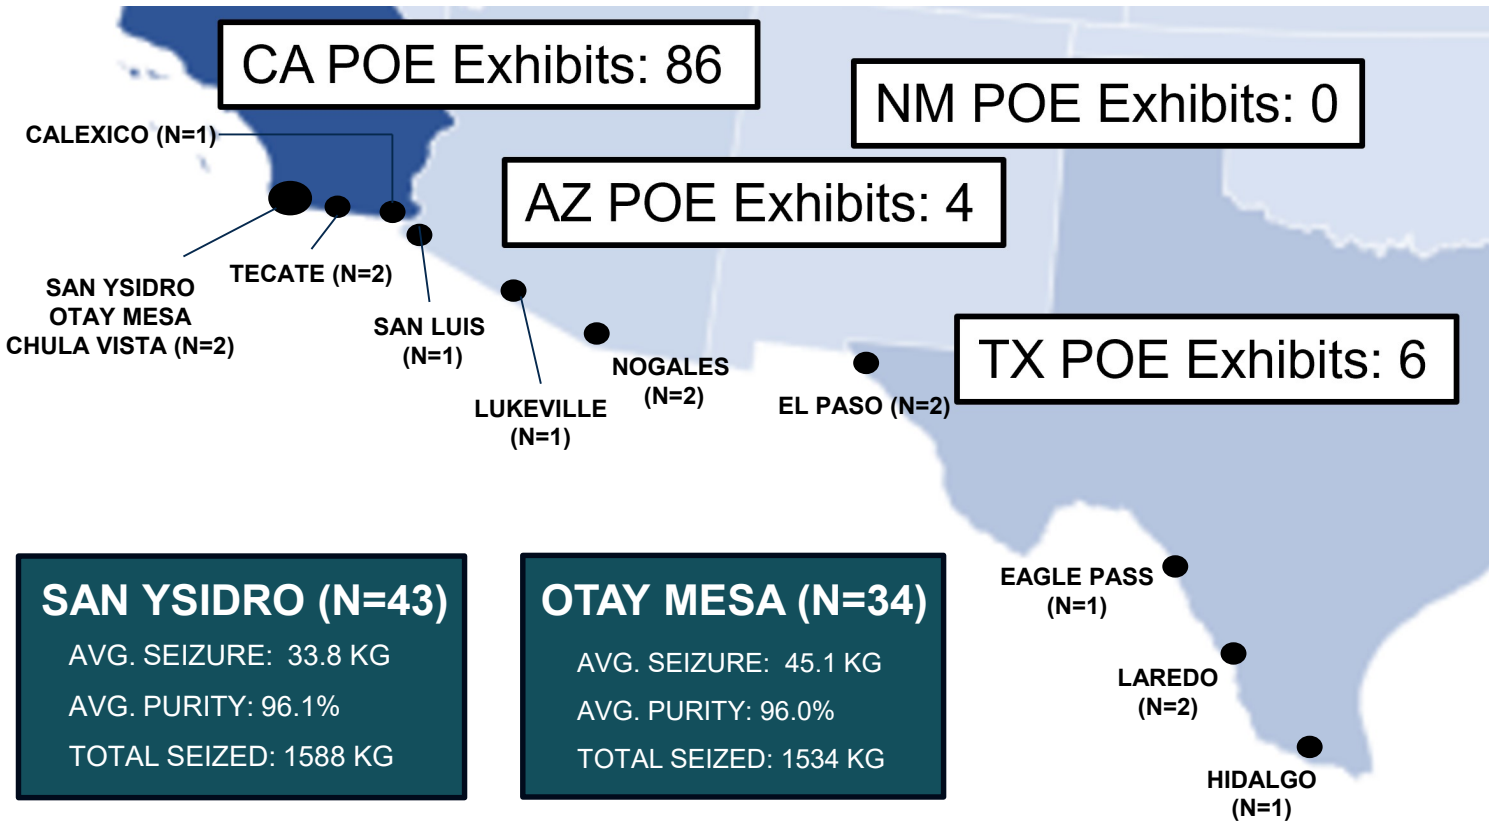 CA POE Exhibits: 86
NM POE Exhibits: 0
CALEXICO (N=1)
AZ POE Exhibits: 4
TECATE (N=2)
SAN YSIDRO
OTAY MESA
CHULA VISTA (N=2)
SAN LUIS
(N=1)
LUKEVILLE
(N=1)
NOGALES
(N=2)
EL PASO (N=2)
TX POE Exhibits: 6
EAGLE PASS
(N=1)
LAREDO
(N=2)
HIDALGO
(N=1)
SAN YSIDRO (N=43)
AVG. SEIZURE: 33.8 KG
AVG. PURITY: 96.1%
TOTAL SEIZED: 1588 KG
OTAY MESA (N=34)
AVG. SEIZURE: 45.1 KG
AVG. PURITY: 96.0%
TOTAL SEIZED: 1534 KG